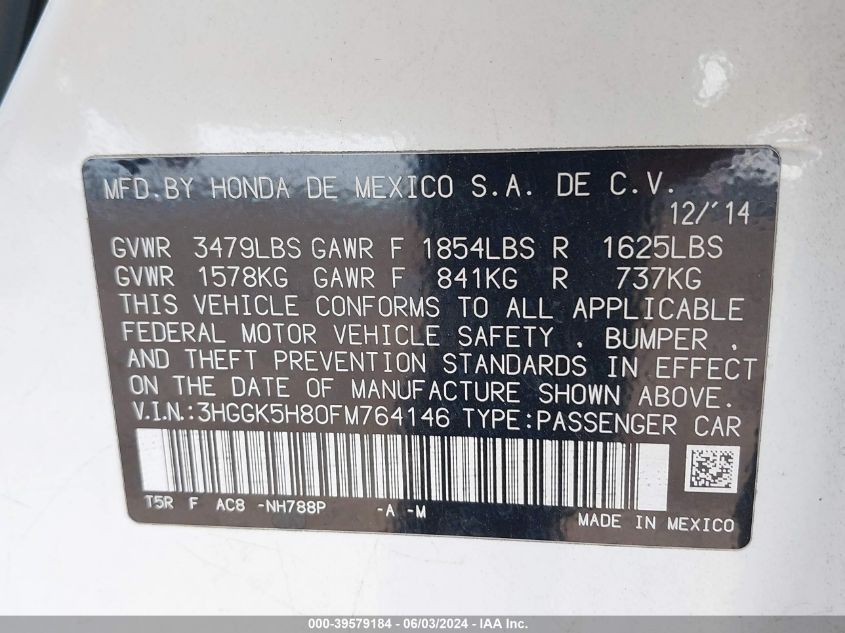 MFD.BY HONDA DE MEXICO S.A. DE C.V.
12/'14
GVWR 3479LBS GAWR F 1854LBS R 1625LBS
GVWR 1578KG GAWR F 841KG R 737KG
THIS VEHICLE CONFORMS TO ALL APPLICABLE
FEDERAL MOTOR VEHICLE SAFETY , BUMPER ,
AND THEFT PREVENTION STANDARDS IN EFFECT
ON THE DATE OF MANUFACTURE SHOWN ABOVE.
V.I.N.:3HGGK5H80FM764146 TYPE:PASSENGER CAR
T5R F AC8 -NH788P -A -M
MADE IN MEXICO
000-39579184 - 06/03/2024 - IAA Inc.